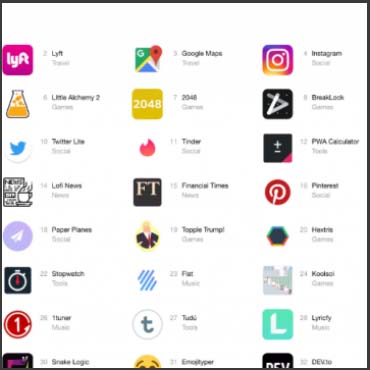 lyft
2 Lyft
Travel
3 Google Maps
Travel
4 Instagram
Social
6 Little Alchemy 2
Games
2048
7 2048
Games
8 BreakLock
Games
10 Twitter Lite
Social
11 Tinder
Social
12 PWA Calculator
Tools
NEWS
14 Lofi News
News
FT
15 Financial Times
News
16 Pinterest
Social
18 Paper Planes
Social
19 Topple Trump!
Games
20 Hextris
Games
22 Stopwatch
Tools
23 Flat
Music
24 Koolsoi
Games
1
26 1tuner
Music
t
27 Tudú
Tools
L
28 Lyricfy
Music
30 Snake Logic
31 Emojityper
DEV
32 DEV.to